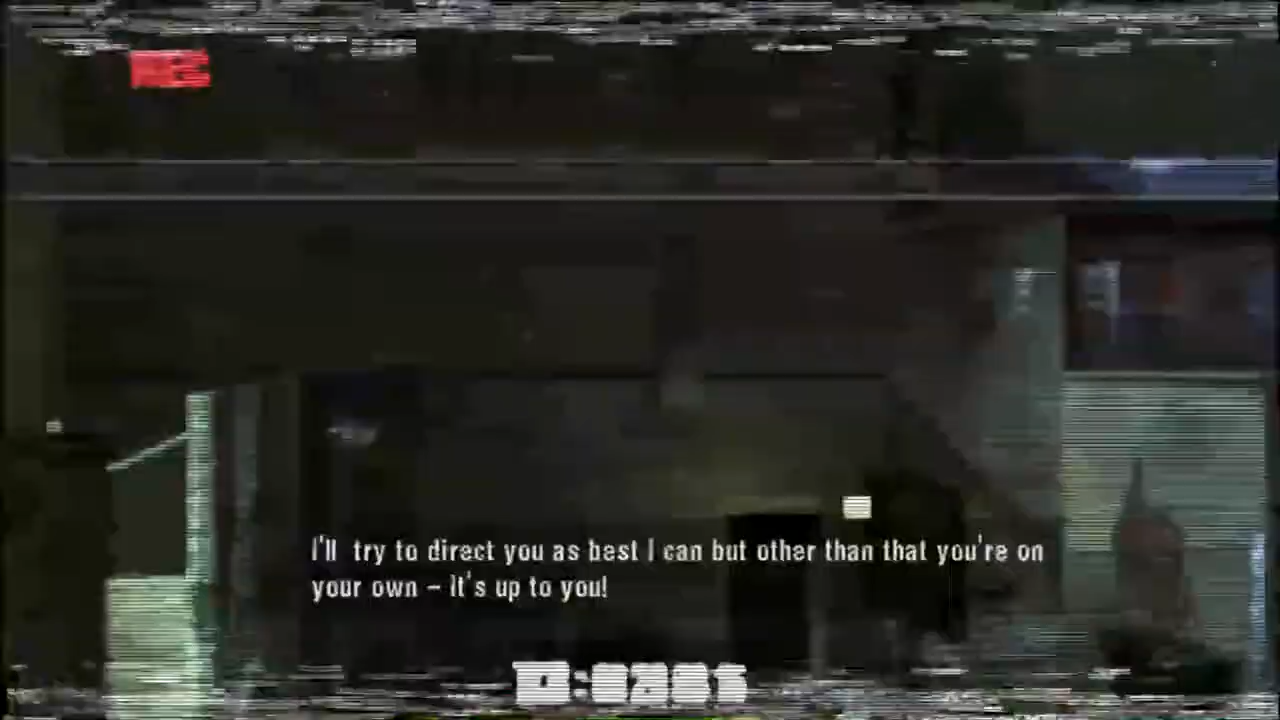 REC
I'll try to direct you as best I can but other than that you're on
your own – It's up to you!